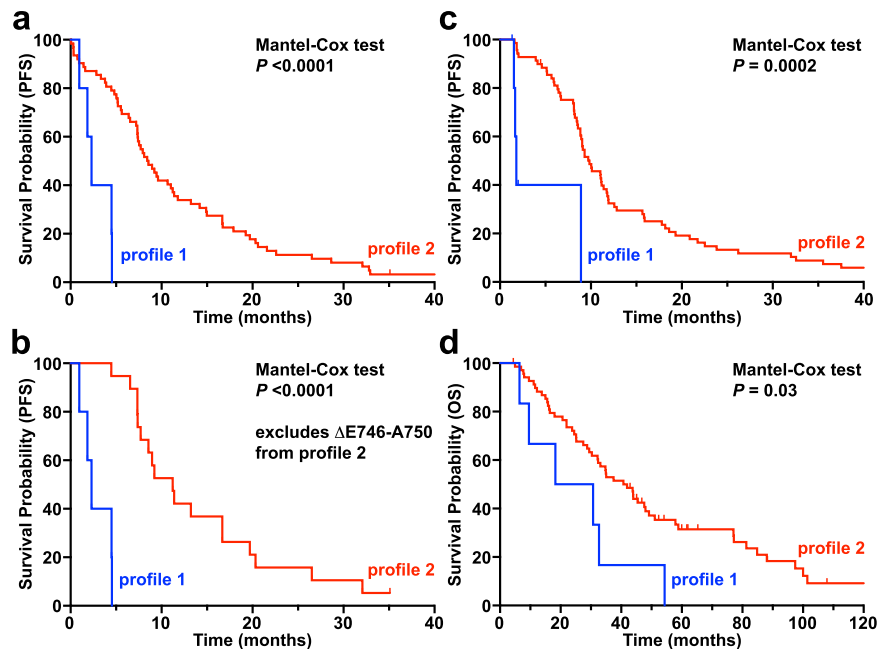 a
Mantel-Cox test
P <0.0001
Survival Probability (PFS)
100
80
60
40
20
0
profile 1
profile 2
0 10 20 30 40
Time (months)
c
Mantel-Cox test
P = 0.0002
Survival Probability (PFS)
100
80
60
40
20
0
profile 1
profile 2
0 10 20 30 40
Time (months)
b
Mantel-Cox test
P <0.0001
excludes ΔE746-A750
from profile 2
Survival Probability (PFS)
100
80
60
40
20
0
profile 1
profile 2
0 10 20 30 40
Time (months)
d
Mantel-Cox test
P = 0.03
Survival Probability (OS)
100
80
60
40
20
0
profile 1
profile 2
0 20 40 60 80 100 120
Time (months)